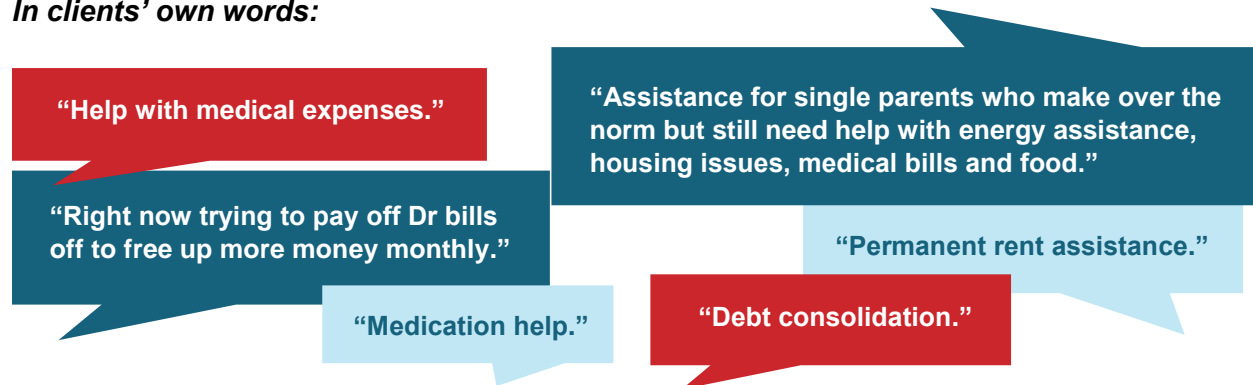 In clients’ own words:
“Help with medical expenses.”
“Assistance for single parents who make over the
norm but still need help with energy assistance,
housing issues, medical bills and food.”
“Right now trying to pay off Dr bills
off to free up more money monthly.”
“Permanent rent assistance.”
“Medication help.”
“Debt consolidation.”